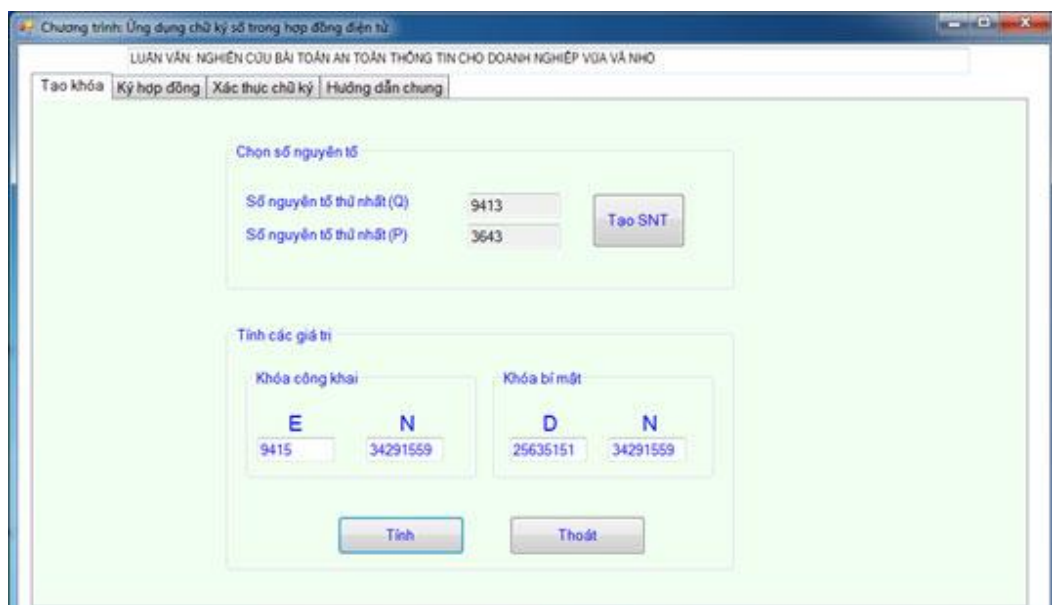 Chương trình: Ứng dụng chữ ký số trong hợp đồng điện tử
LUẬN VĂN: NGHIÊN CỨU BÀI TOÁN AN TOÀN THÔNG TIN CHO DOANH NGHIỆP VỪA VÀ NHỎ
Tạo khóa Ký hợp đồng Xác thực chữ ký Hướng dẫn chung
Chọn số nguyên tố
Số nguyên tố thứ nhất (Q) 9413
Tạo SNT
Số nguyên tố thứ nhất (P) 3643
Tính các giá trị
Khóa công khai Khóa bí mật
E N D N
9415 34291559 25635151 34291559
Tính Thoát